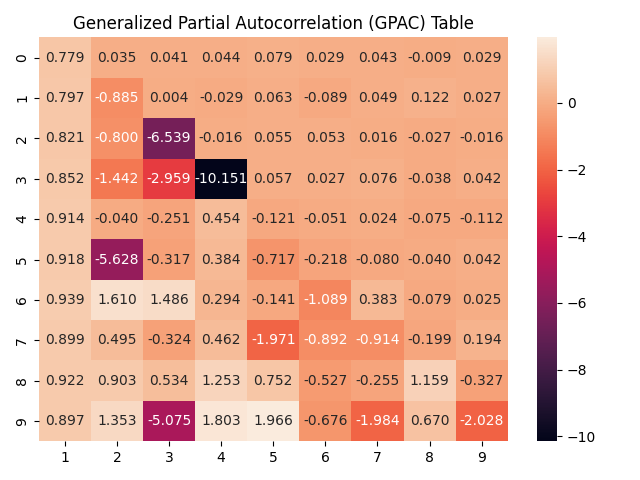 Generalized Partial Autocorrelation (GPAC) Table
0 0.779 0.035 0.041 0.044 0.079 0.029 0.043 -0.009 0.029
1 0.797 -0.885 0.004 -0.029 0.063 -0.089 0.049 0.122 0.027
2 0.821 -0.800 -6.539 -0.016 0.055 0.053 0.016 -0.027 -0.016
3 0.852 -1.442 -2.959 -10.151 0.057 0.027 0.076 -0.038 0.042
4 0.914 -0.040 -0.251 0.454 -0.121 -0.051 0.024 -0.075 -0.112
5 0.918 -5.628 -0.317 0.384 -0.717 -0.218 -0.080 -0.040 0.042
6 0.939 1.610 1.486 0.294 -0.141 -1.089 0.383 -0.079 0.025
7 0.899 0.495 -0.324 0.462 -1.971 -0.892 -0.914 -0.199 0.194
8 0.922 0.903 0.534 1.253 0.752 -0.527 -0.255 1.159 -0.327
9 0.897 1.353 -5.075 1.803 1.966 -0.676 -1.984 0.670 -2.028
1 2 3 4 5 6 7 8 9
0
−2
−4
−6
−8
−10